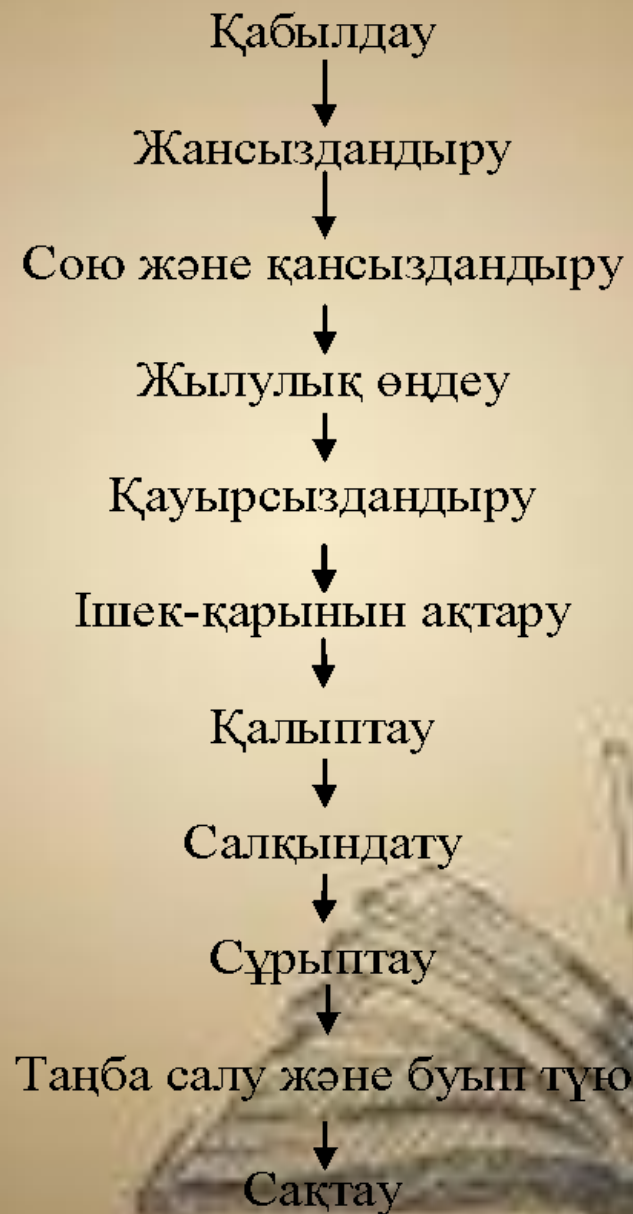 Қабылдау
Жансыздандыру
Сою және қансыздандыру
Жылулық өңдеу
Қауырсыздандыру
Ішек-қарынын ақтару
Қалыптау
Салқындату
Сұрыптау
Таңба салу және буып түю
Сақтау